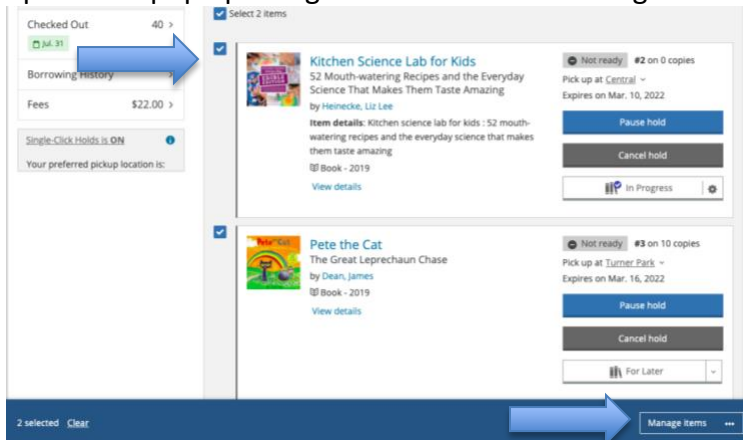 Checked Out 40 >
Jul. 31
Borrowing History
Fees $22.00 >
Single-Click Holds is ON
Your preferred pickup location is:
Select 2 items
Kitchen Science Lab for Kids
52 Mouth-watering Recipes and the Everyday
Science That Makes Them Taste Amazing
by Heinecke, Liz Lee
Item details: Kitchen science lab for kids : 52 mouth-
watering recipes and the everyday science that makes
them taste amazing
Book - 2019
View details
Not ready #2 on 0 copies
Pick up at Central
Expires on Mar. 10, 2022
Pause hold
Cancel hold
In Progress
Pete the Cat
The Great Leprechaun Chase
by Dean, James
Book - 2019
View details
Not ready #3 on 10 copies
Pick up at Turner Park
Expires on Mar. 16, 2022
Pause hold
Cancel hold
For Later
2 selected Clear
Manage items ...